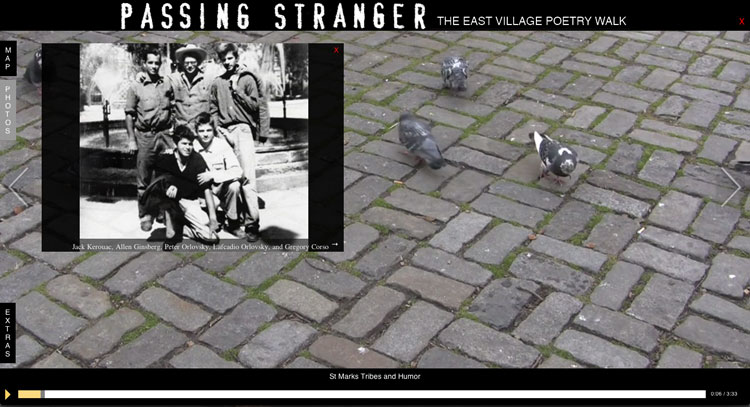 PASSING STRANGER THE EAST VILLAGE POETRY WALK
X
MAP
X
PHOTOS
Jack Kerouac, Allen Ginsberg, Peter Orlovsky, Lafcadio Orlovsky, and Gregory Corso →
EXTRAS
St Marks Tribes and Humor
0:06 / 3:33